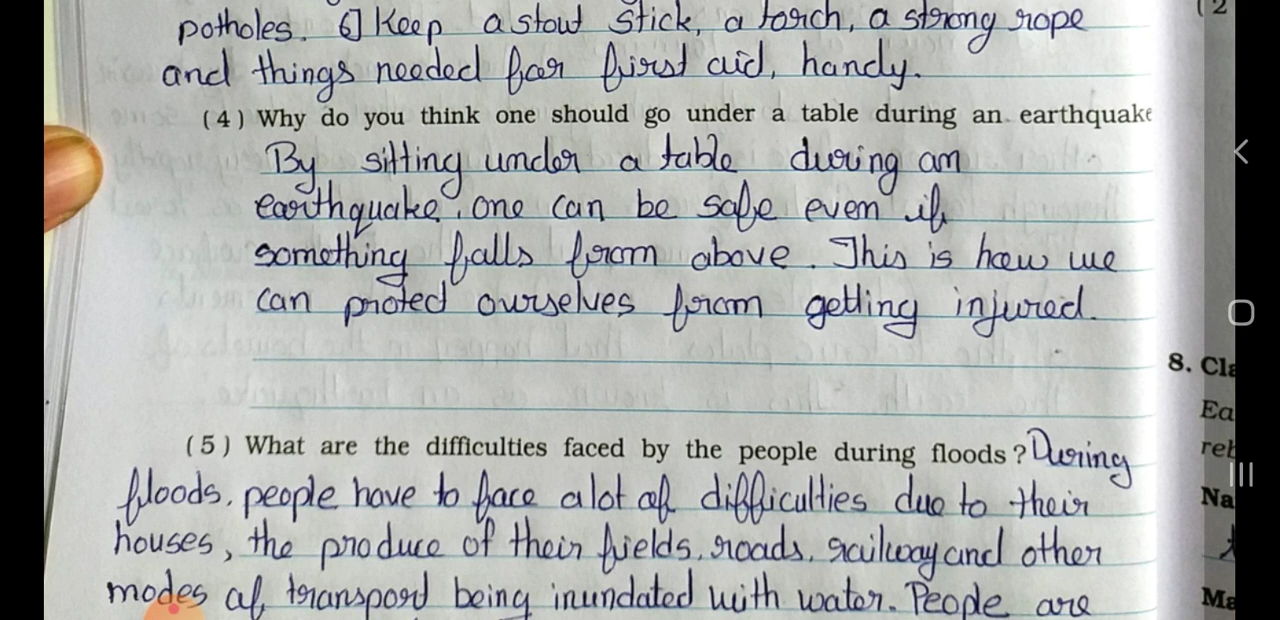 potholes. 6] Keep a stout stick, a torch, a strong rope
and things needed for first aid, handy.
(4) Why do you think one should go under a table during an earthquake
By sitting under a table during an
earthquake, one can be safe even if
something falls from above. This is how we
can protect ourselves from getting injured.
(5) What are the difficulties faced by the people during floods? During
floods, people have to face a lot of difficulties due to their
houses, the produce of their fields, roads, railway and other
modes of transport being inundated with water. People are
8. Cla
Ea
reh
Na
Ma